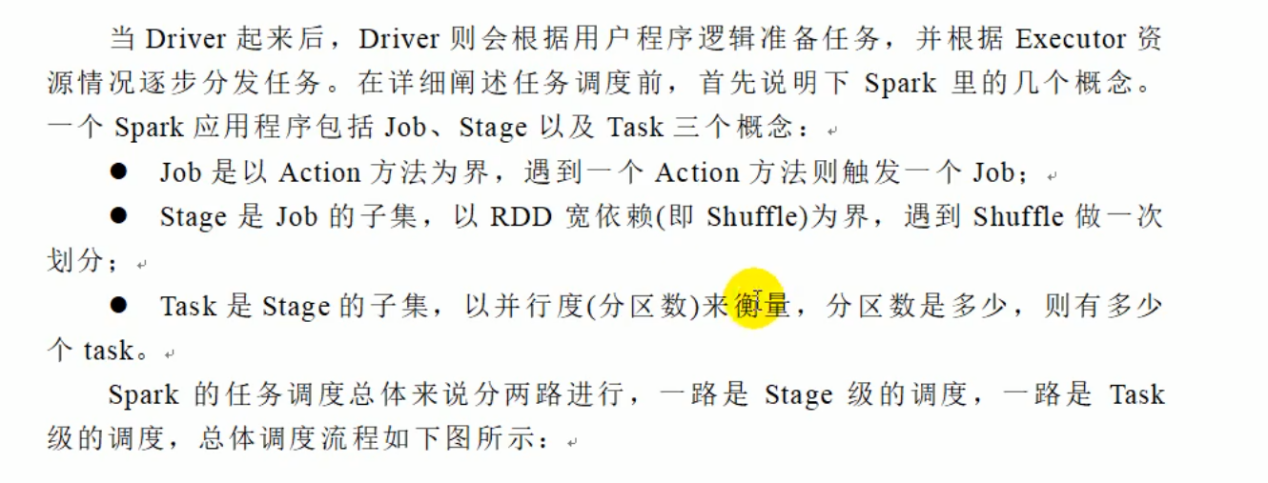 当 Driver 起来后，Driver 则会根据用户程序逻辑准备任务，并根据 Executor 资
源情况逐步分发任务。在详细阐述任务调度前，首先说明下 Spark 里的几个概念。
一个 Spark 应用程序包括 Job、Stage 以及 Task 三个概念：
● Job 是以 Action 方法为界，遇到一个 Action 方法则触发一个 Job；
● Stage 是 Job 的子集，以 RDD 宽依赖(即 Shuffle)为界，遇到 Shuffle 做一次
划分；
● Task 是 Stage 的子集，以并行度(分区数)来衡量，分区数是多少，则有多少
个 task。
Spark 的任务调度总体来说分两路进行，一路是 Stage 级的调度，一路是 Task
级的调度，总体调度流程如下图所示：